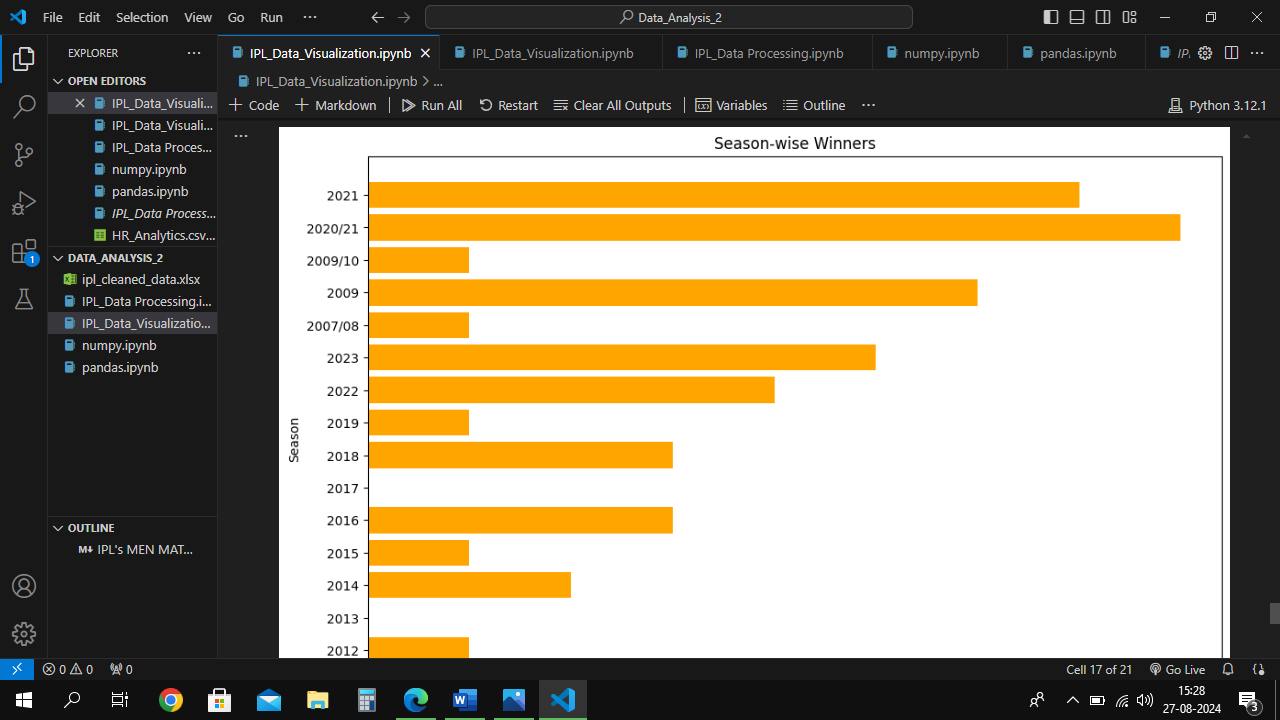 File Edit Selection View Go Run ··· Data_Analysis_2
EXPLORER ···
OPEN EDITORS
IPL_Data_Visuali...
IPL_Data_Visuali...
IPL_Data Proces...
numpy.ipynb
pandas.ipynb
IPL_Data Process...
HR_Analytics.csv...
DATA_ANALYSIS_2
ipl_cleaned_data.xlsx
IPL_Data Processing.i...
IPL_Data_Visualizatio...
numpy.ipynb
pandas.ipynb
OUTLINE
IPL's MEN MAT...
IPL_Data_Visualization.ipynb IPL_Data_Visualization.ipynb IPL_Data Processing.ipynb numpy.ipynb pandas.ipynb IP.
IPL_Data_Visualization.ipynb > ...
Code Markdown Run All Restart Clear All Outputs Variables Outline ··· Python 3.12.1
Season-wise Winners
2021
2020/21
2009/10
2009
2007/08
2023
2022
2019
2018
2017
2016
2015
2014
2013
2012
Season
0 0 0 Cell 17 of 21 Go Live
1
15:28
27-08-2024
3